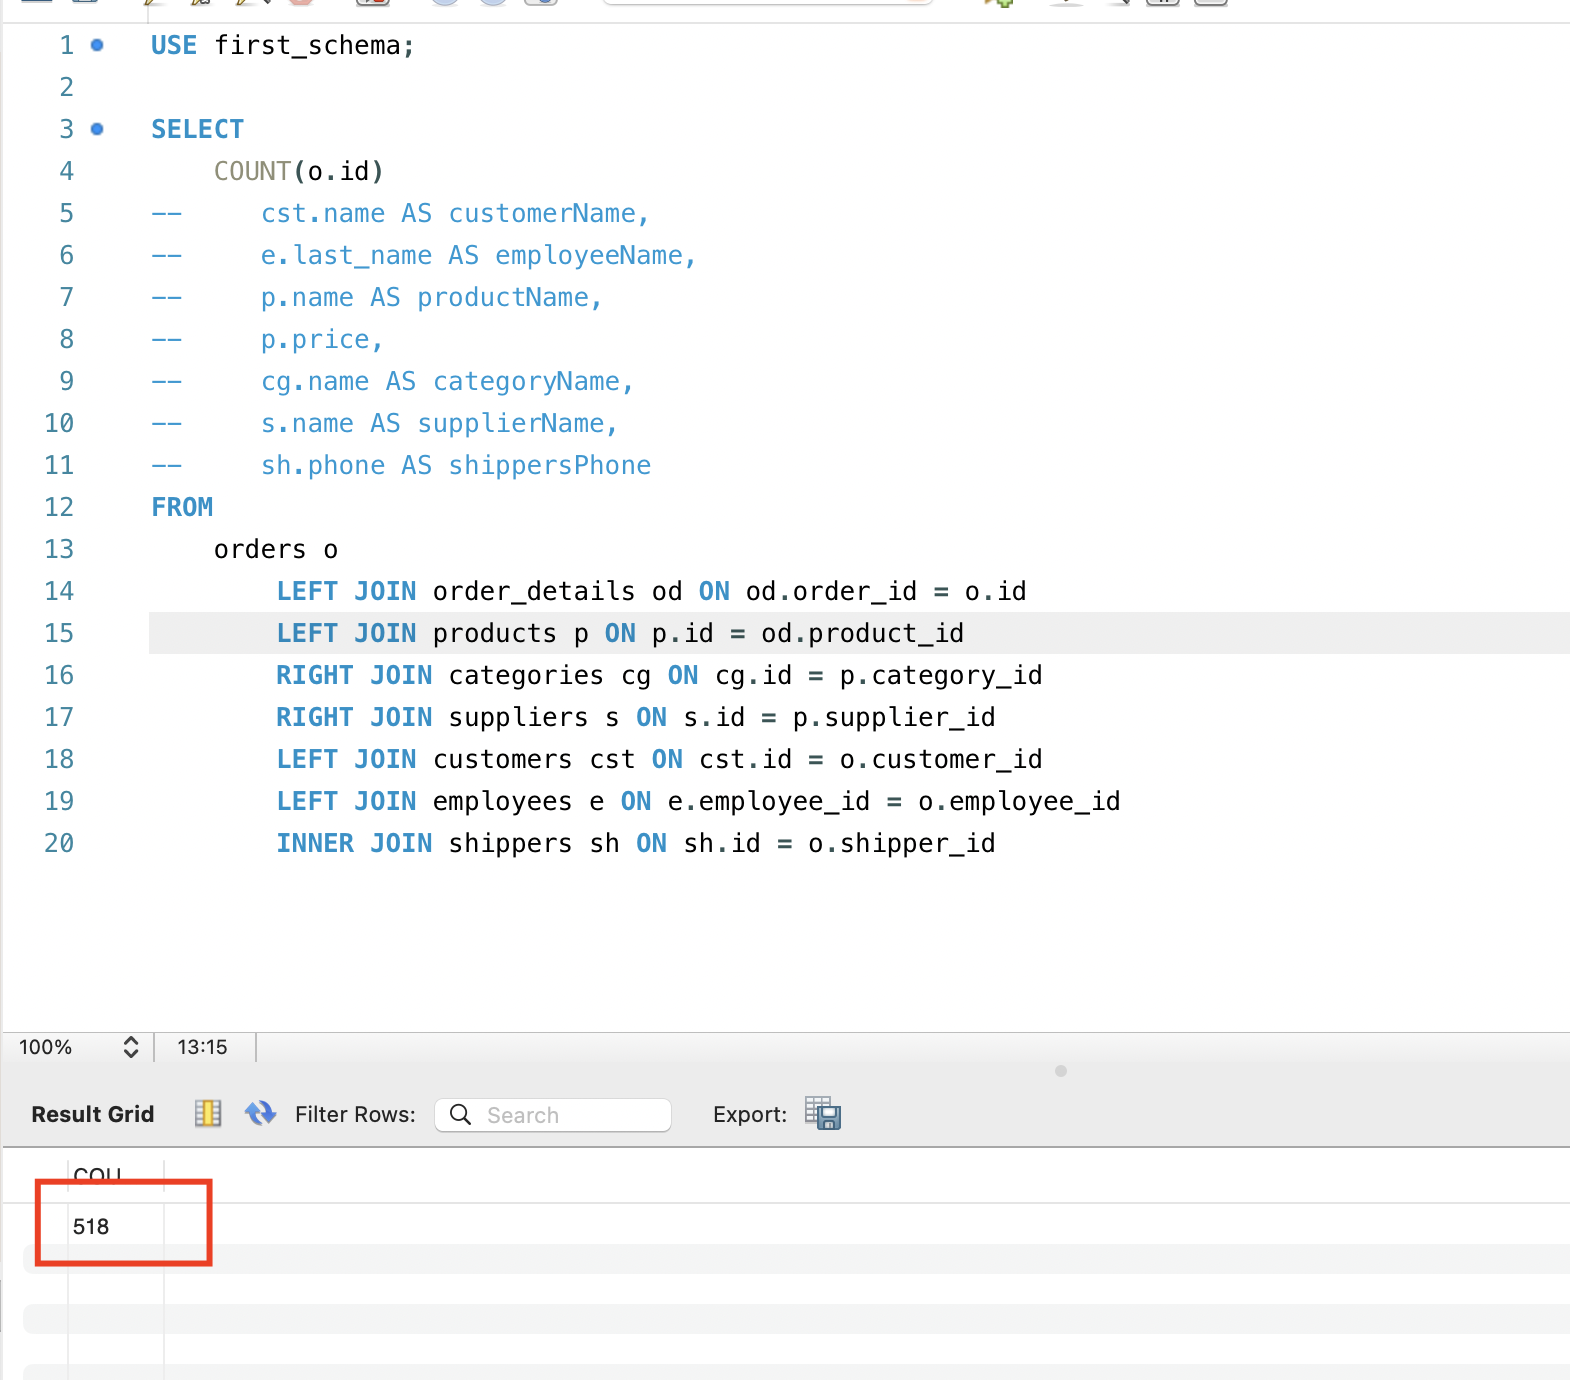 1 USE first_schema;
2
3 SELECT
4 COUNT(o.id)
5 -- cst.name AS customerName,
6 -- e.last_name AS employeeName,
7 -- p.name AS productName,
8 -- p.price,
9 -- cg.name AS categoryName,
10 -- s.name AS supplierName,
11 -- sh.phone AS shippersPhone
12 FROM
13 orders o
14 LEFT JOIN order_details od ON od.order_id = o.id
15 LEFT JOIN products p ON p.id = od.product_id
16 RIGHT JOIN categories cg ON cg.id = p.category_id
17 RIGHT JOIN suppliers s ON s.id = p.supplier_id
18 LEFT JOIN customers cst ON cst.id = o.customer_id
19 LEFT JOIN employees e ON e.employee_id = o.employee_id
20 INNER JOIN shippers sh ON sh.id = o.shipper_id
100% 13:15
Result Grid Filter Rows: Search Export:
518